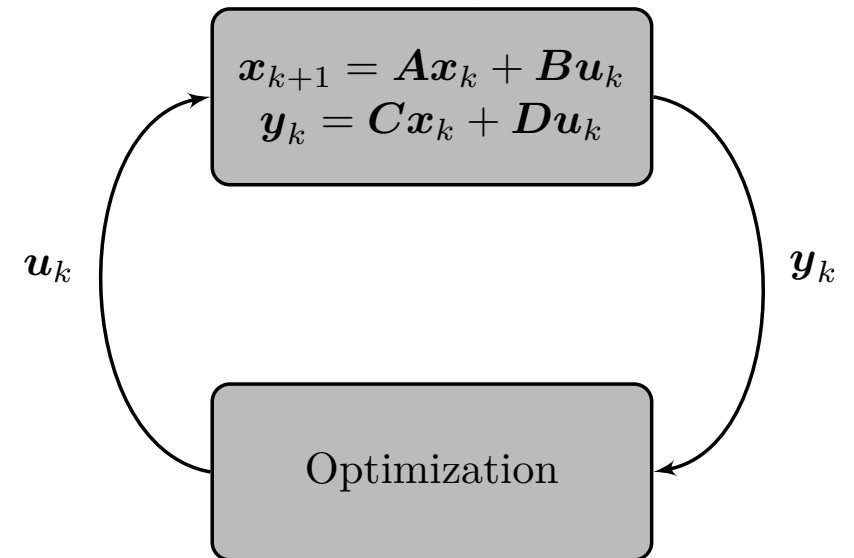 x_{k+1} = Ax_k + Bu_k
y_k = Cx_k + Du_k
u_k
y_k
Optimization